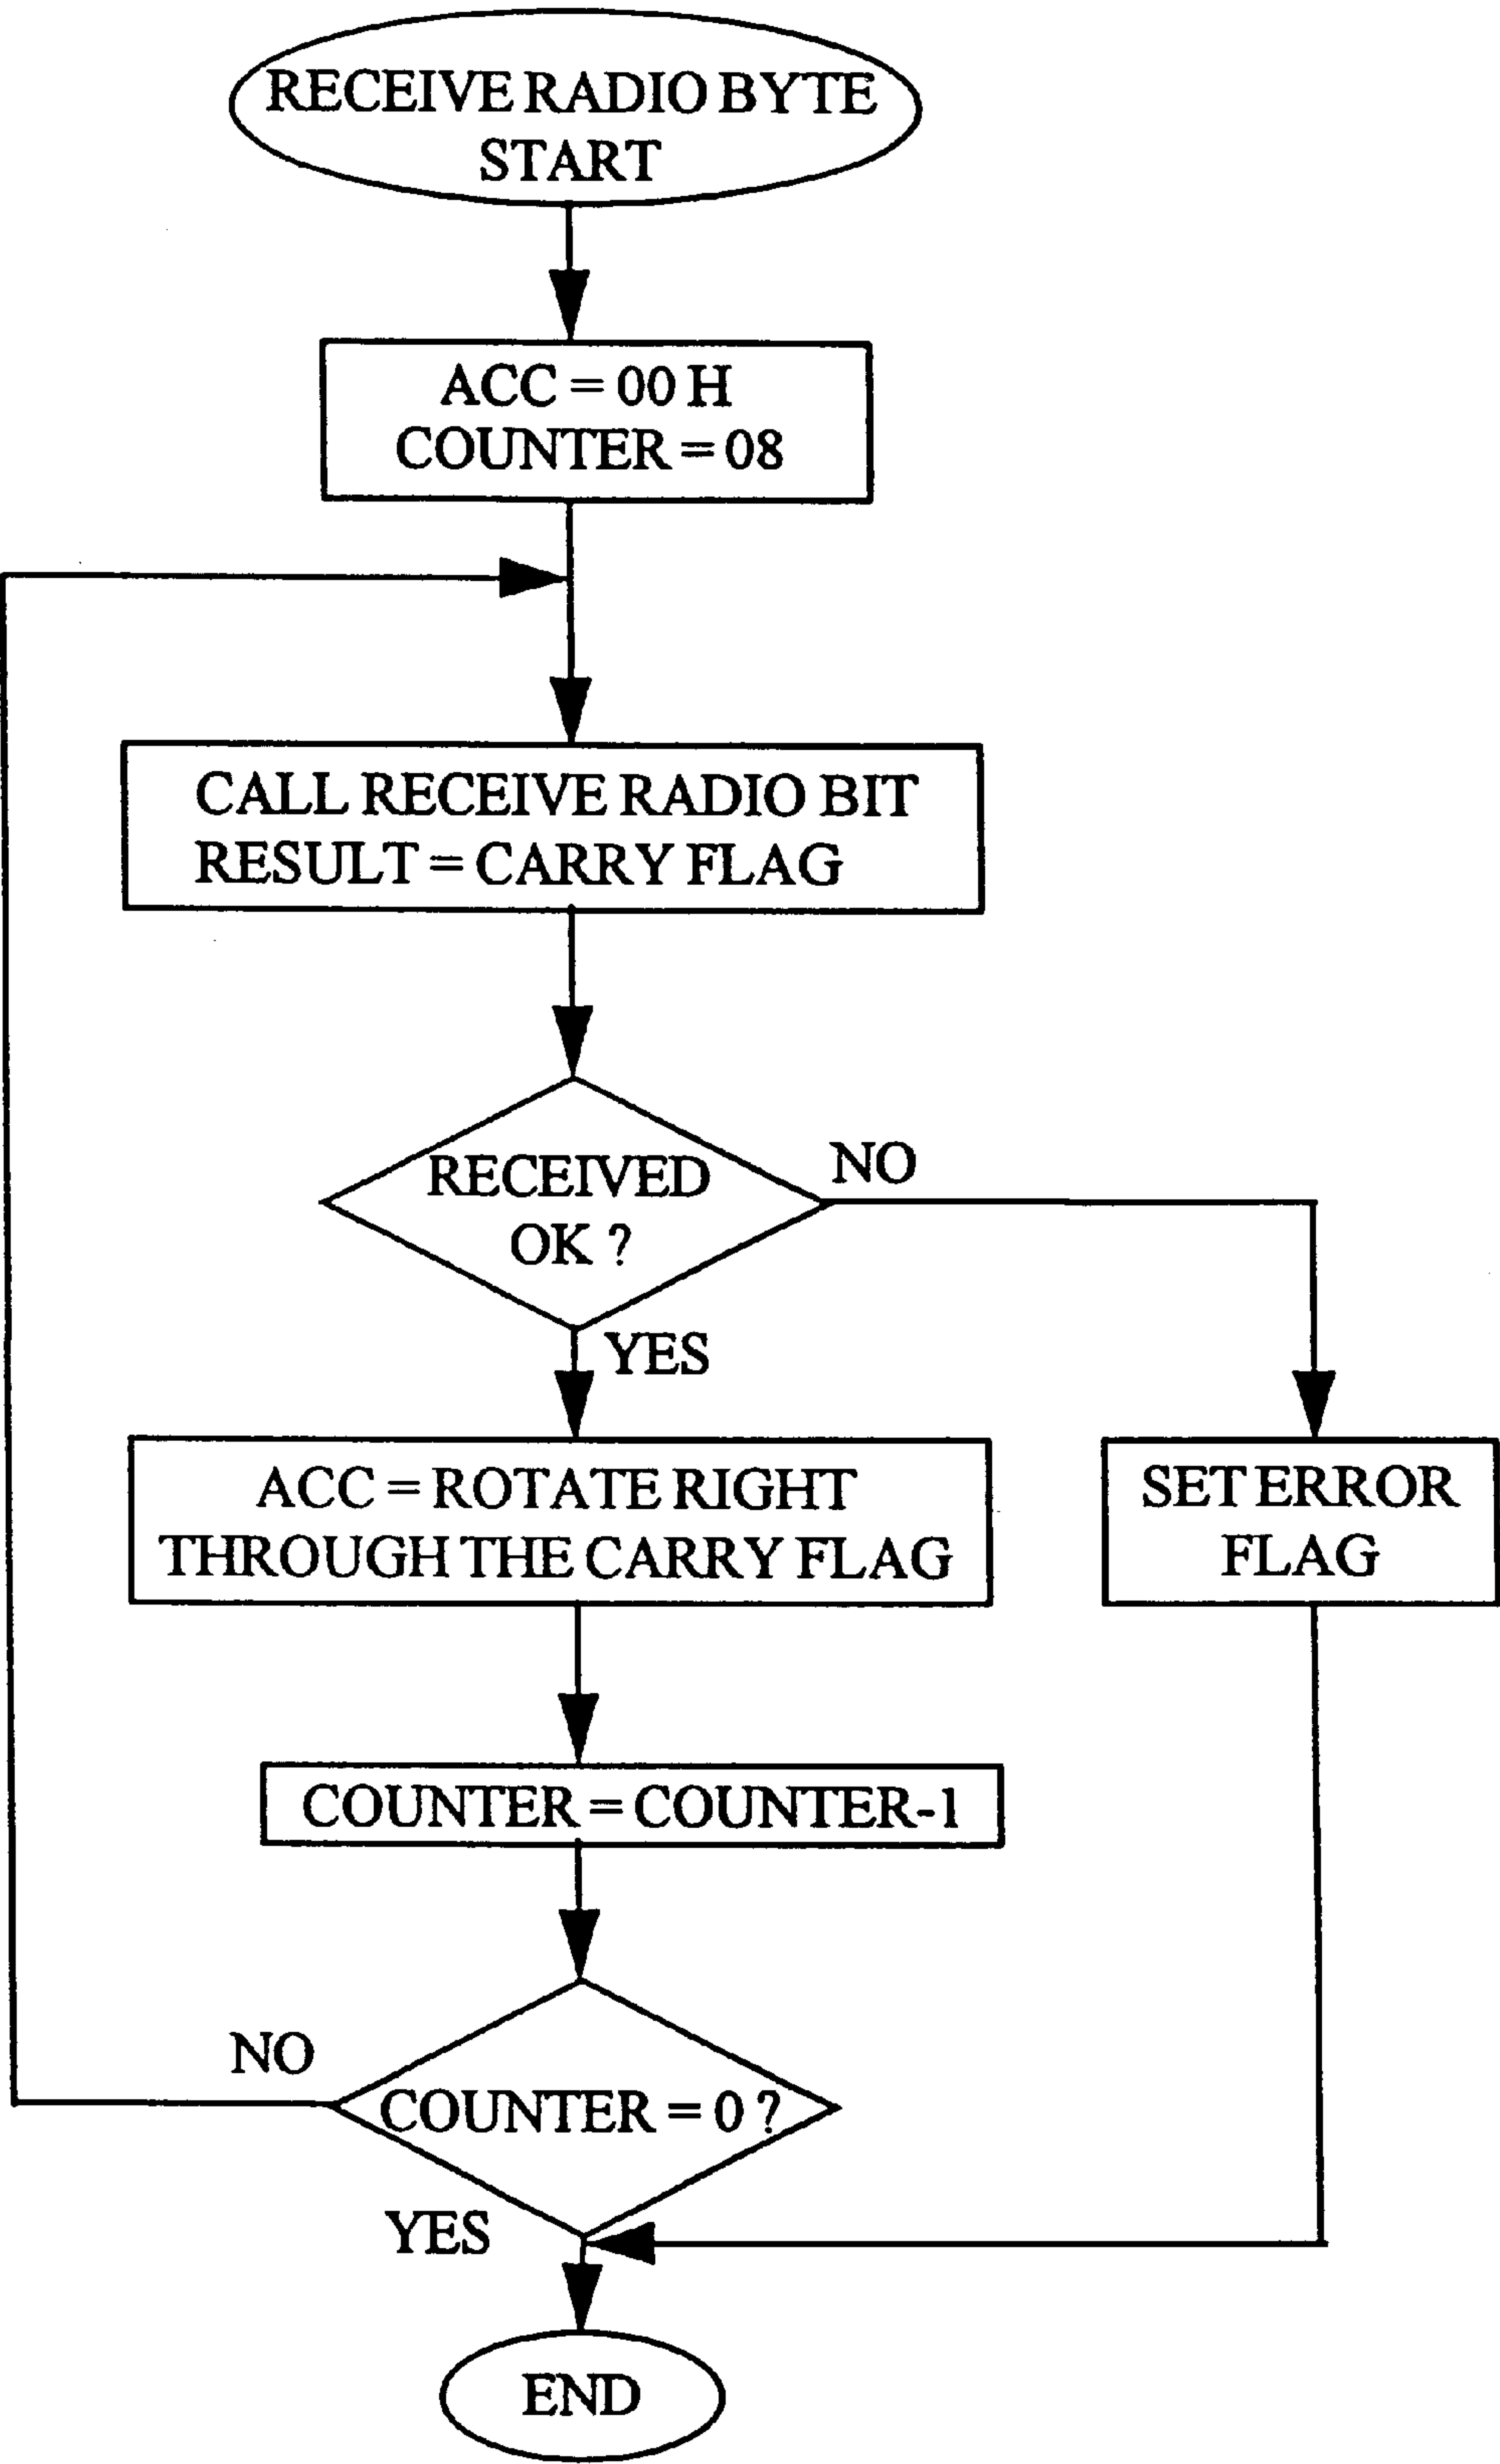 RECEIVE RADIO BYTE
START
ACC = 00 H
COUNTER = 08
CALL RECEIVE RADIO BIT
RESULT = CARRY FLAG
RECEIVED
OK ?
NO
YES
ACC = ROTATE RIGHT
THROUGH THE CARRY FLAG
SET ERROR
FLAG
COUNTER = COUNTER-1
NO
COUNTER = 0 ?
YES
END